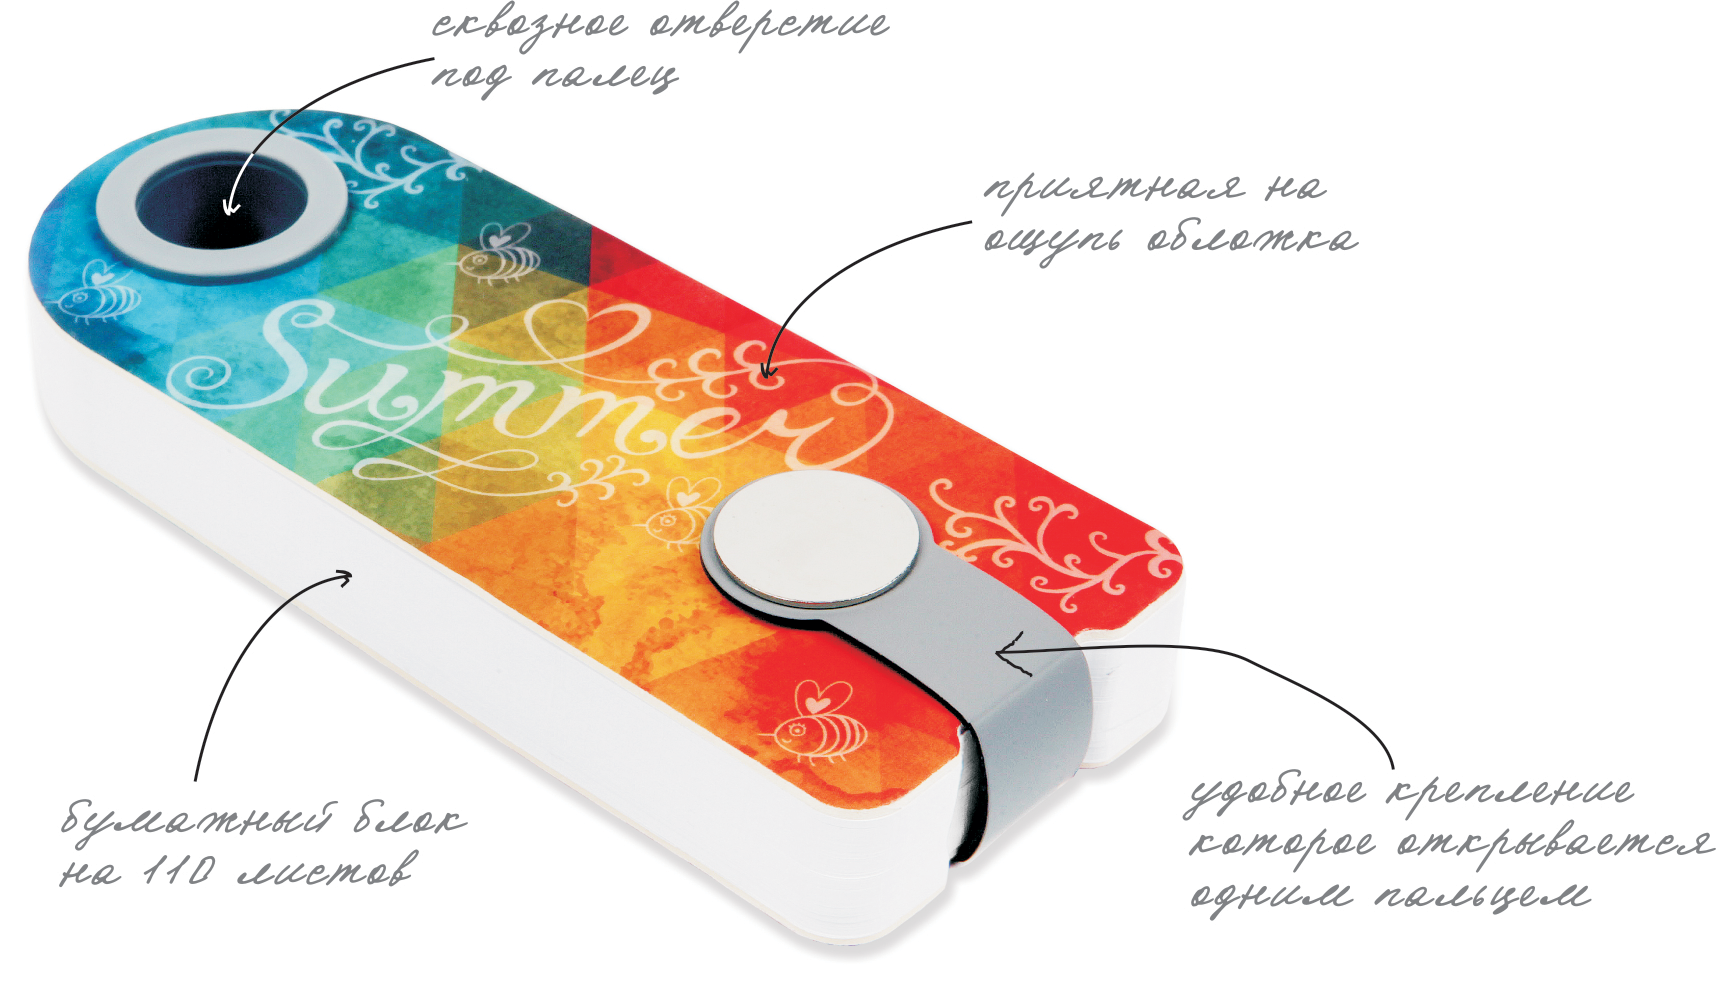 сквозное отверстие
под палец
приятная на
ощупь обложка
Summer
бумажный блок
на 110 листов
удобное крепление
которое открывается
одним пальцем